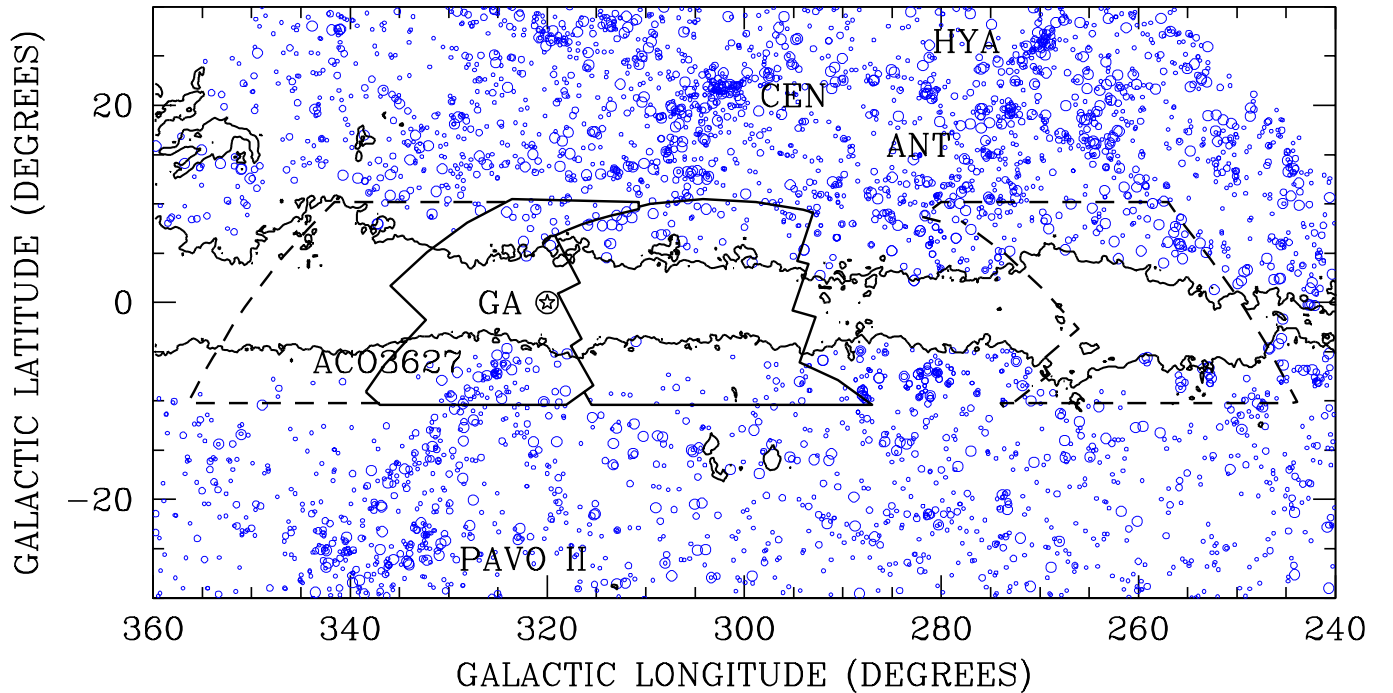 HYA
CEN
ANT
GA
ACO3627
PAVO II
20
0
−20
GALACTIC LATITUDE (DEGREES)
360 340 320 300 280 260 240
GALACTIC LONGITUDE (DEGREES)